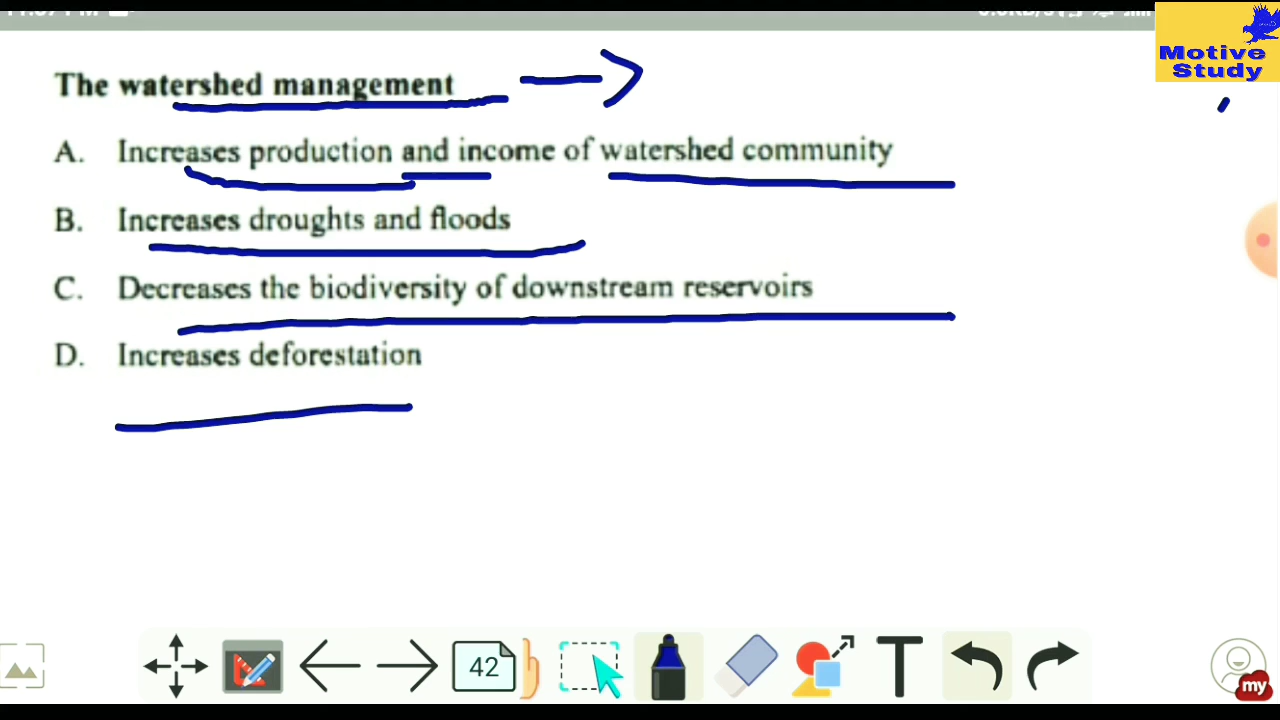 Motive
Study
The watershed management
A. Increases production and income of watershed community
B. Increases droughts and floods
C. Decreases the biodiversity of downstream reservoirs
D. Increases deforestation
42
T
my